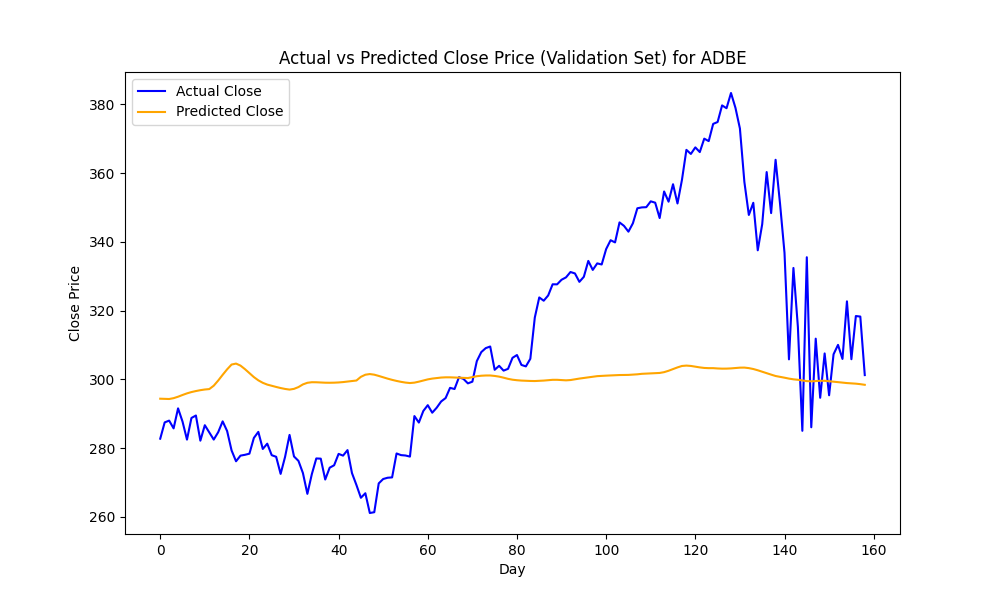 Actual vs Predicted Close Price (Validation Set) for ADBE
Actual Close
Predicted Close
380
360
340
320
300
280
260
Close Price
0 20 40 60 80 100 120 140 160
Day